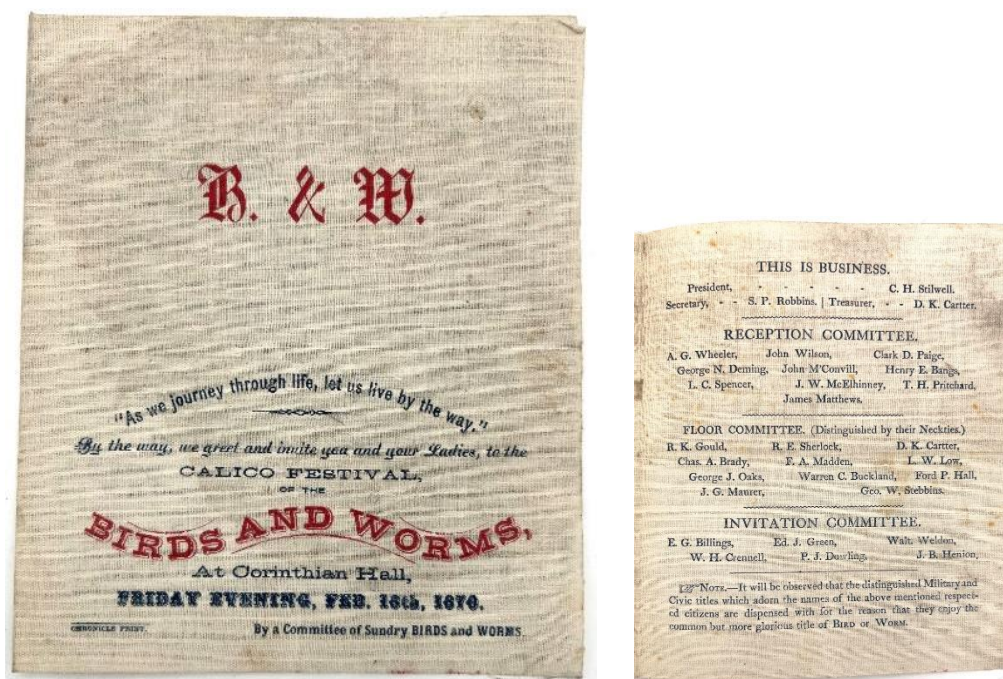 B. & W.
"As we journey through life, let us live by the way."
By the way, we greet and invite you and your Ladies, to the
CALICO FESTIVAL,
OF THE
BIRDS AND WORMS,
At Corinthian Hall,
FRIDAY EVENING, FEB. 18th, 1870.
CHRONICLE PRINT.
By a Committee of Sundry BIRDS and WORMS.
THIS IS BUSINESS.
President, - - - - - C. H. Stilwell.
Secretary, - - S. P. Robbins. | Treasurer, - - D. K. Cartter.
RECEPTION COMMITTEE.
A. G. Wheeler, John Wilson, Clark D. Paige,
George N. Deming, John M'Convill, Henry E. Bangs,
L. C. Spencer, J. W. McElhinney, T. H. Pritchard,
James Matthews.
FLOOR COMMITTEE. (Distinguished by their Neckties.)
R. K. Gould, R. E. Sherlock, D. K. Cartter,
Chas. A. Brady, F. A. Madden, L. W. Low,
George J. Oaks, Warren C. Buckland, Ford P. Hall,
J. G. Maurer, Geo. W. Stebbins.
INVITATION COMMITTEE.
E. G. Billings, Ed. J. Green, Walt. Weldon,
W. H. Crennell, P. J. Dowling, J. B. Henion,
☞NOTE.—It will be observed that the distinguished Military and
Civic titles which adorn the names of the above mentioned respect-
ed citizens are dispensed with for the reason that they enjoy the
common but more glorious title of BIRD OR WORM.